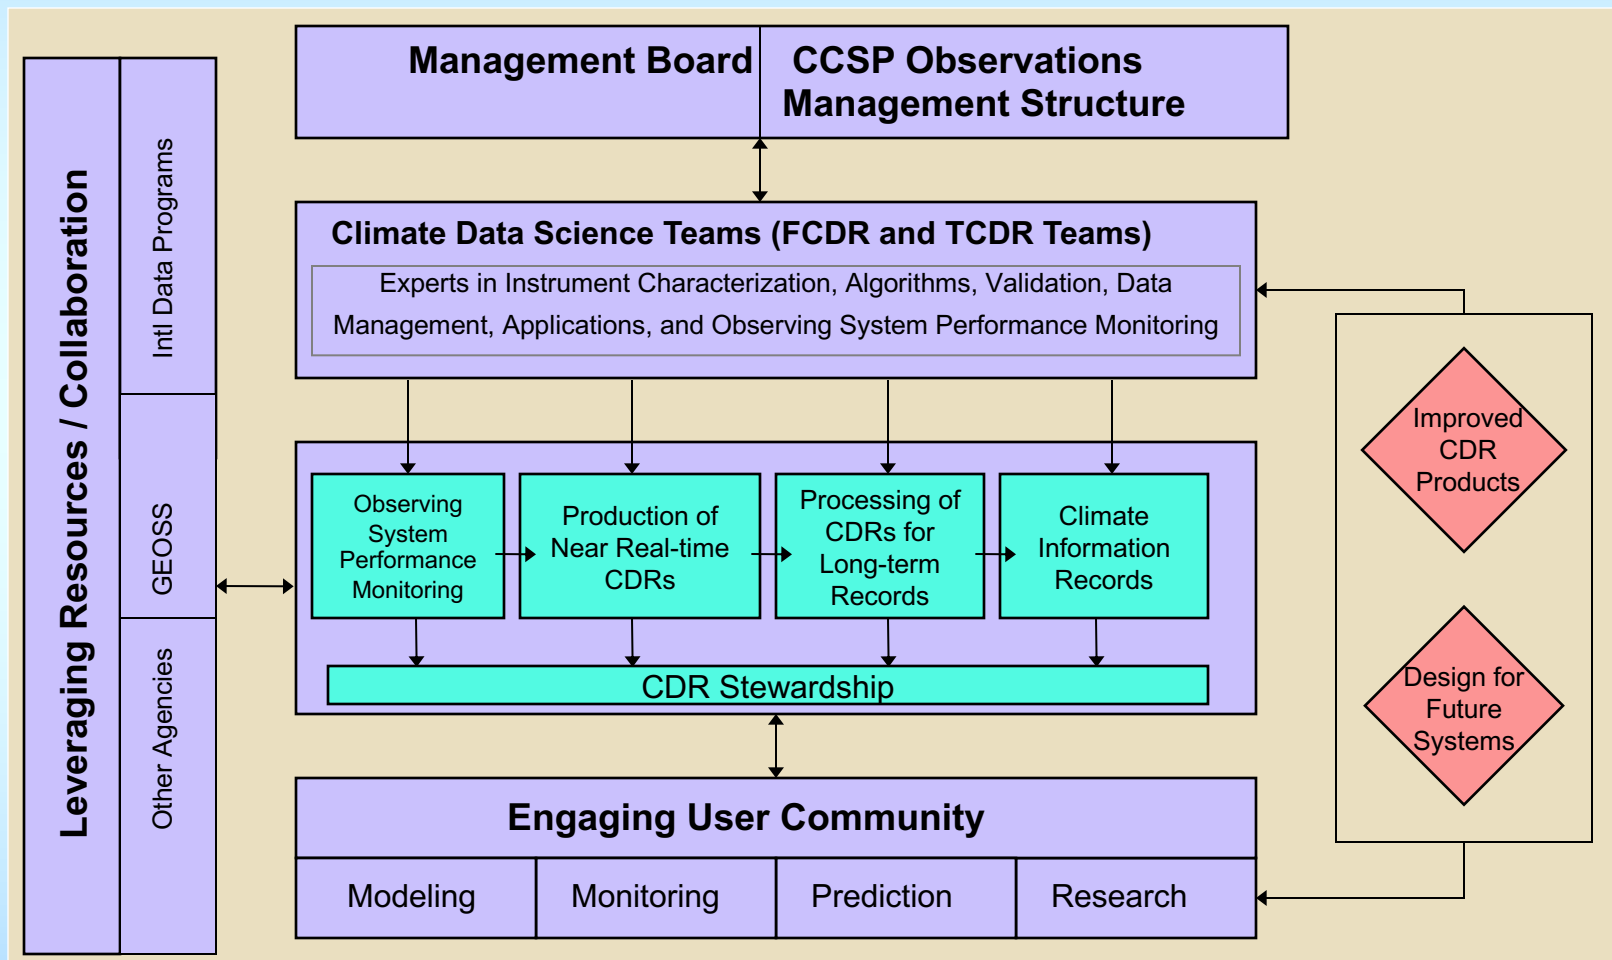 Management Board
CCSP Observations
Management Structure
Leveraging Resources / Collaboration
Intl Data Programs
GEOSS
Other Agencies
Climate Data Science Teams (FCDR and TCDR Teams)
Experts in Instrument Characterization, Algorithms, Validation, Data
Management, Applications, and Observing System Performance Monitoring
Observing
System
Performance
Monitoring
Production of
Near Real-time
CDRs
Processing of
CDRs for
Long-term
Records
Climate
Information
Records
CDR Stewardship
Improved
CDR
Products
Design for
Future
Systems
Engaging User Community
Modeling
Monitoring
Prediction
Research